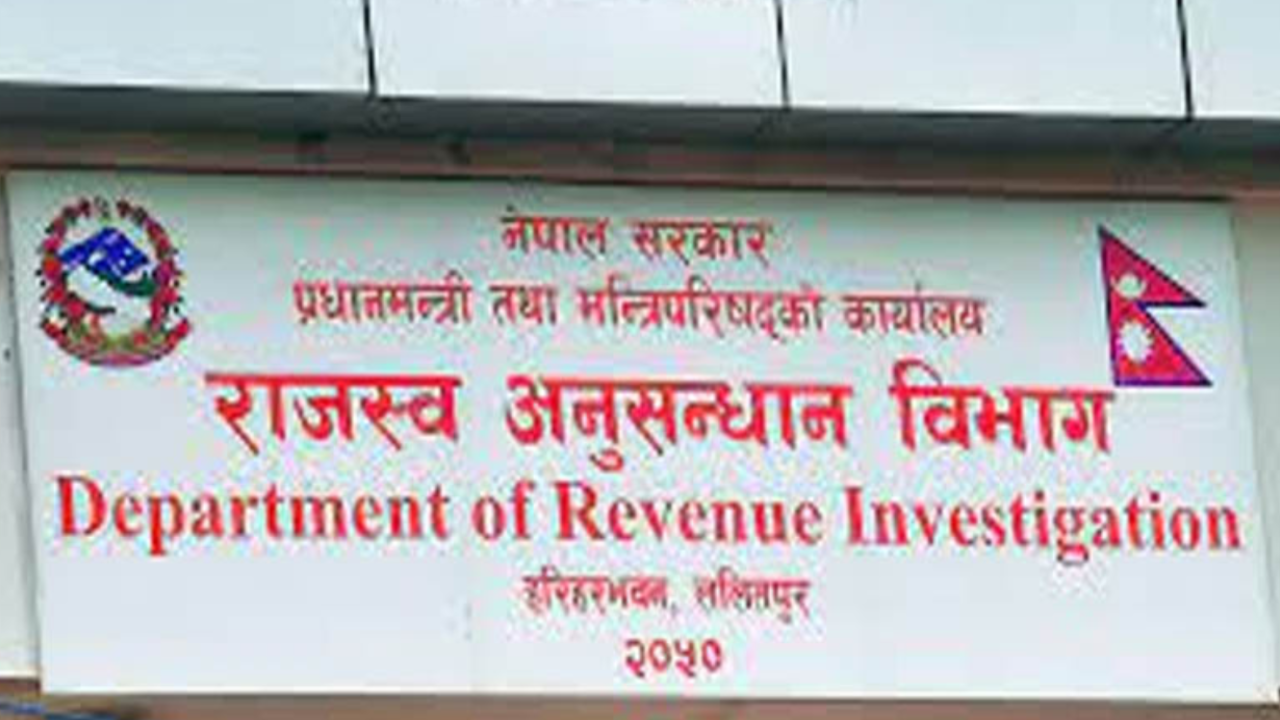 नेपाल सरकार
प्रधानमन्त्री तथा मन्त्रिपरिषद्को कार्यालय
राजस्व अनुसन्धान विभाग
Department of Revenue Investigation
हरिहरभवन, ललितपुर
२०५०